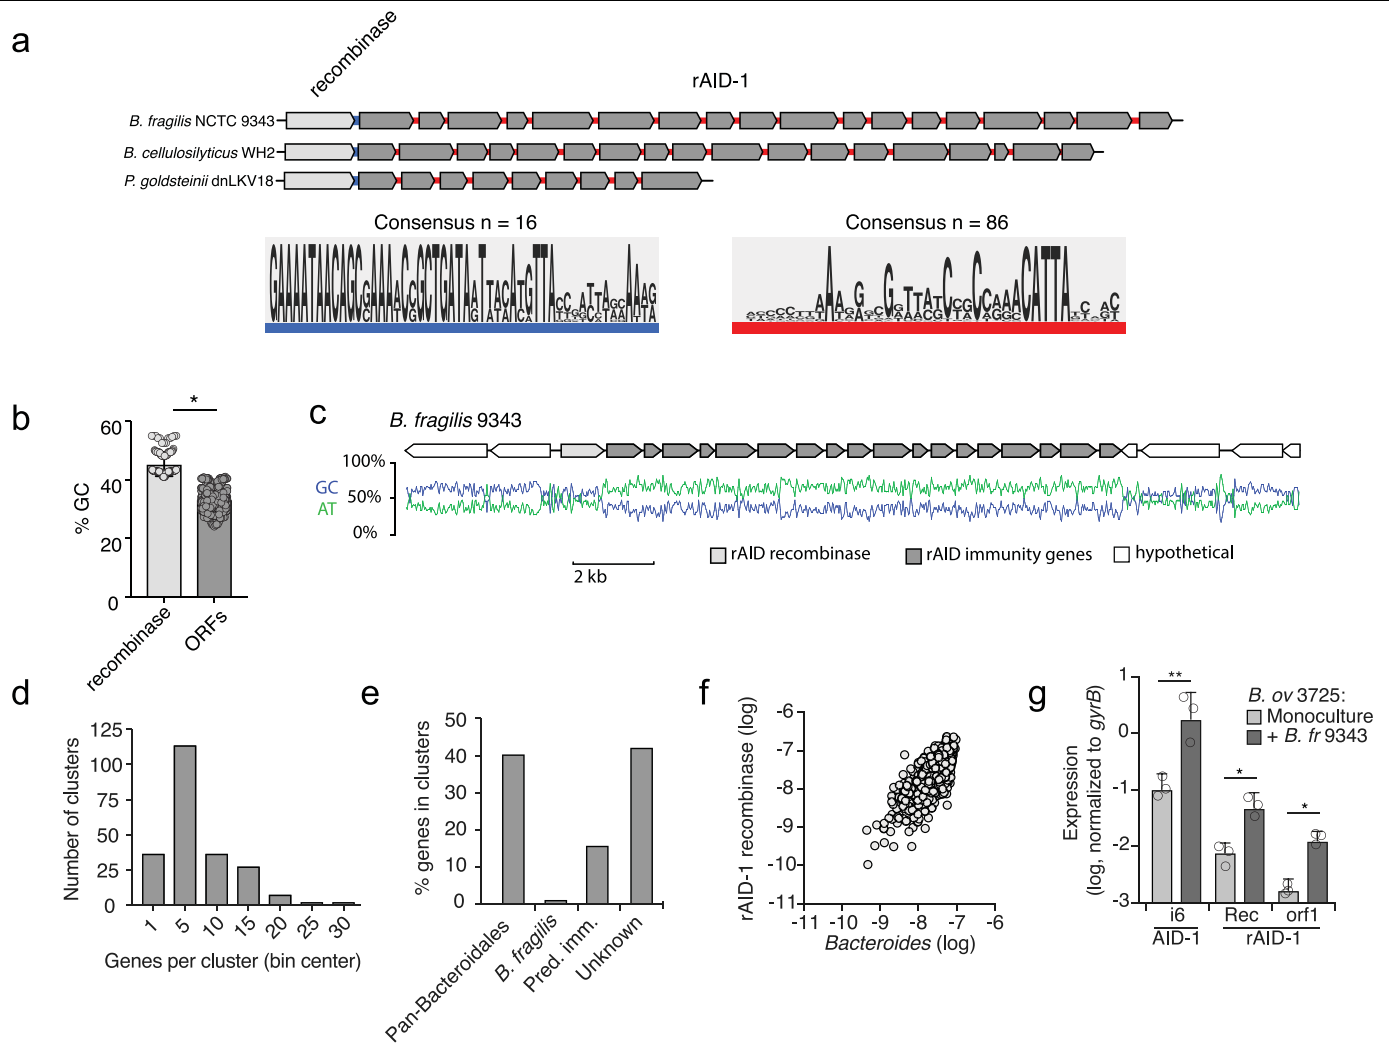 a
recombinase
rAID-1
B. fragilis NCTC 9343
B. cellulosilyticus WH2
P. goldsteinii dnLKV18
Consensus n = 16
Consensus n = 86
b
*
% GC
60
40
20
0
recombinase
ORFs
c
B. fragilis 9343
100%
50%
0%
GC
AT
2 kb
rAID recombinase
rAID immunity genes
hypothetical
d
Number of clusters
125
100
75
50
25
0
1 5 10 15 20 25 30
Genes per cluster (bin center)
e
% genes in clusters
50
40
30
20
10
0
Pan-Bacteroidales
B. fragilis
Pred. imm.
Unknown
f
rAID-1 recombinase (log)
-6
-7
-8
-9
-10
-11
-11 -10 -9 -8 -7 -6
Bacteroides (log)
g
Expression
(log, normalized to gyrB)
1
0
-1
-2
-3
**
*
*
B. ov 3725:
Monoculture
+ B. fr 9343
i6 Rec orf1
AID-1 rAID-1